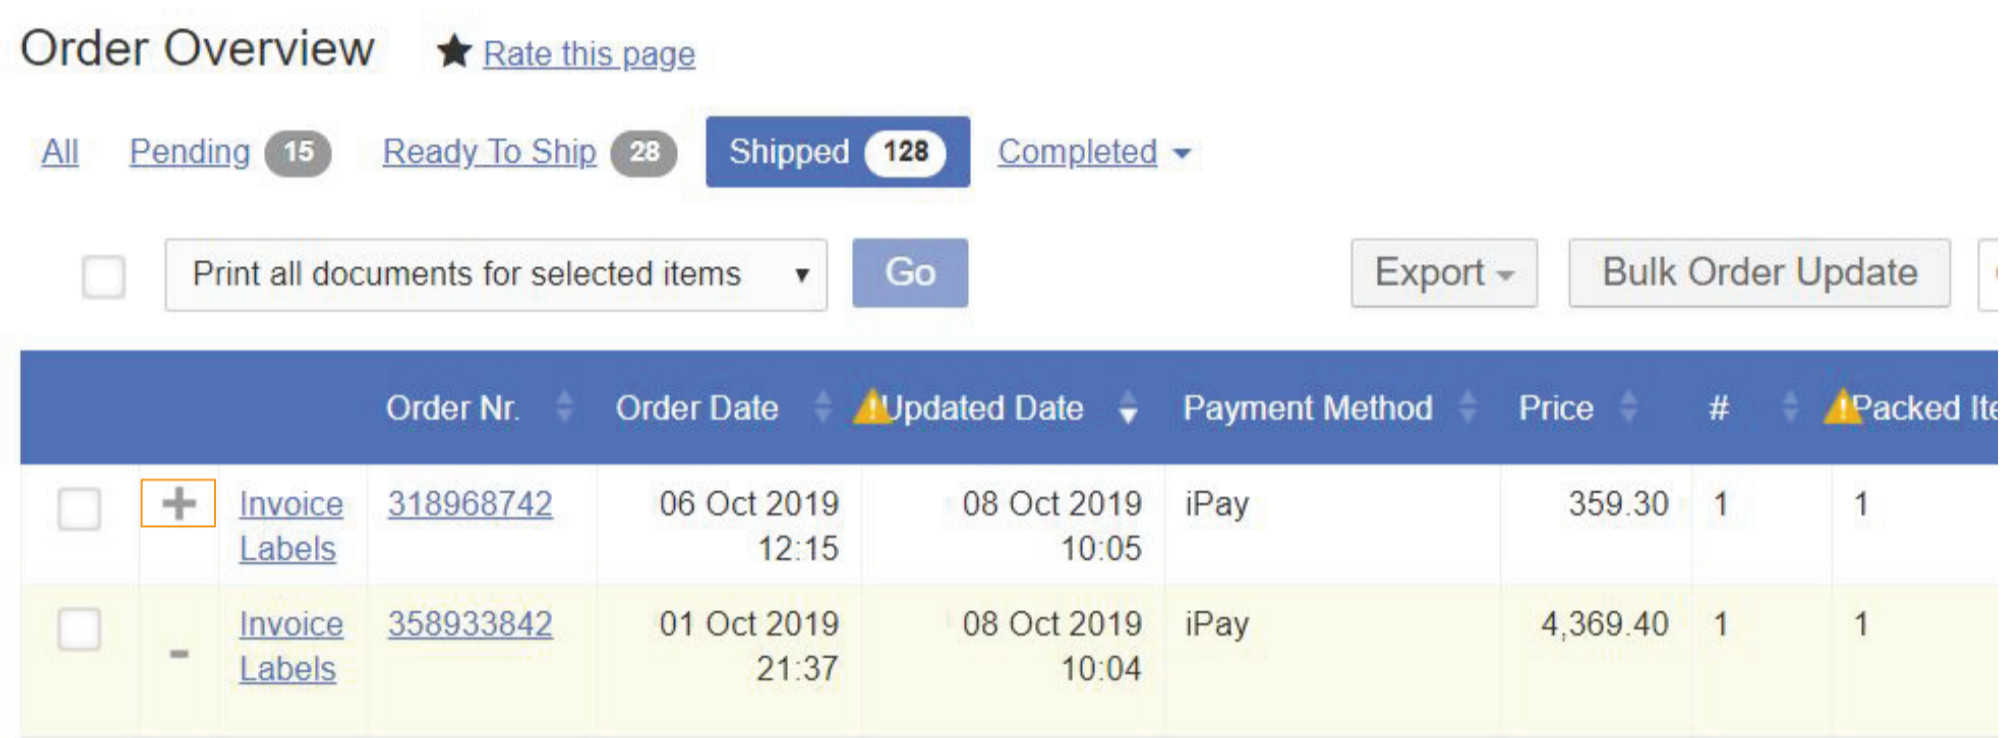 Order Overview Rate this page
All Pending 15 Ready To Ship 28 Shipped 128 Completed
Print all documents for selected items Go Export Bulk Order Update
Order Nr. Order Date Updated Date Payment Method Price # Packed Ite
Invoice 318968742 06 Oct 2019 08 Oct 2019 iPay 359.30 1 1
Labels 12:15 10:05
Invoice 358933842 01 Oct 2019 08 Oct 2019 iPay 4,369.40 1 1
Labels 21:37 10:04